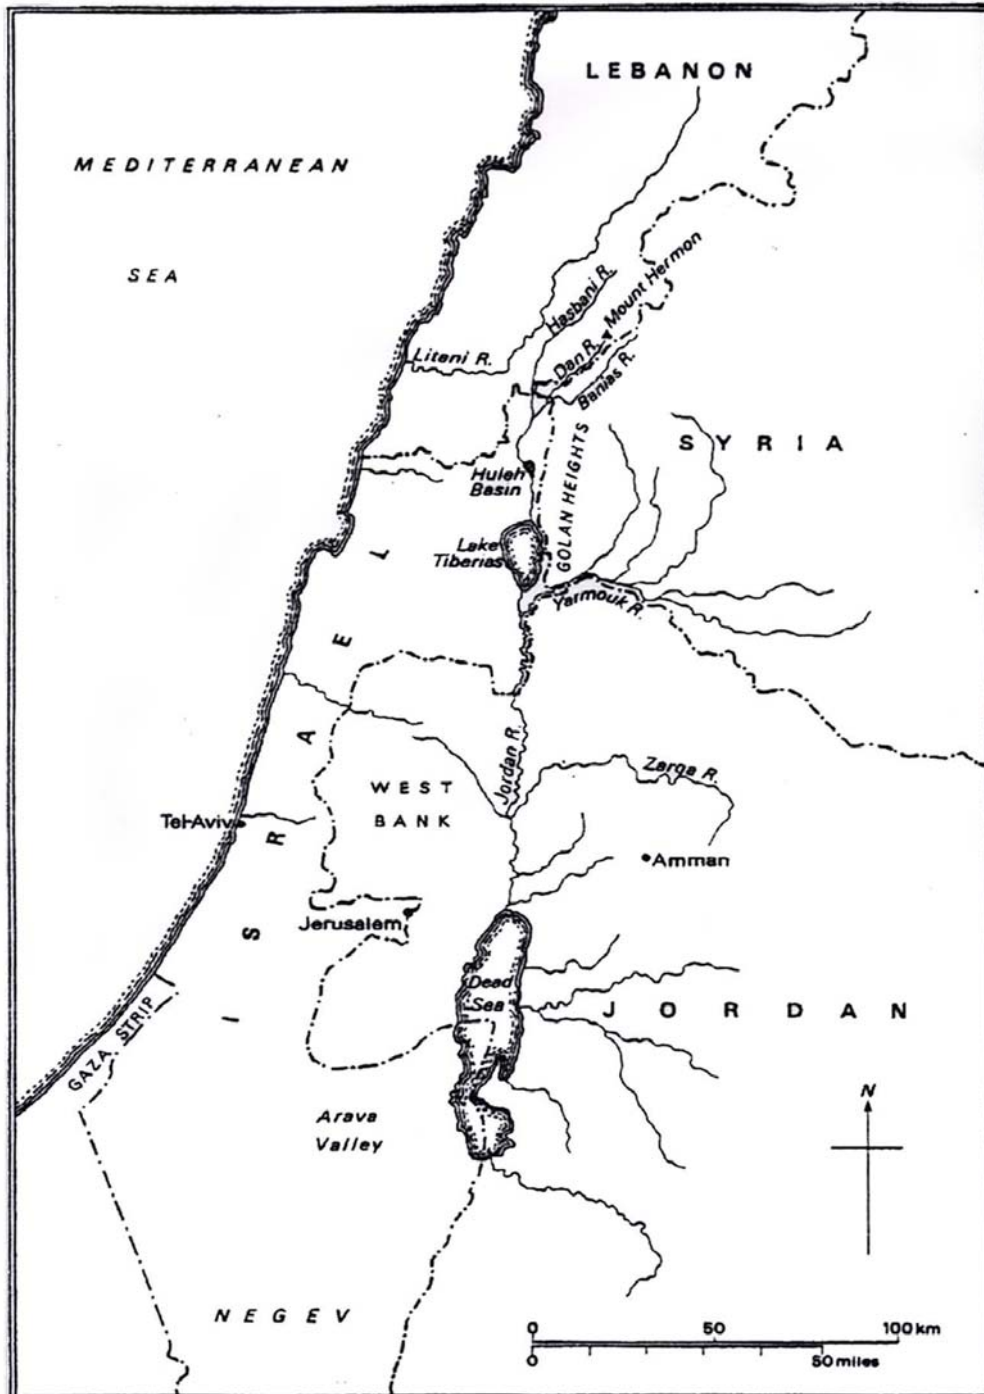 LEBANON
MEDITERRANEAN
SEA
Hasbani R.
Mount Hermon
Liteni R.
Dan R.
Banias R.
SYRIA
GOLAN HEIGHTS
Huleh
Basin
Lake
Tiberias
Yarmouk R.
ISRAEL
Jordan R.
Zarqa R.
WEST
BANK
Tel-Aviv
Amman
Jerusalem
Dead
Sea
JORDAN
GAZA STRIP
Arava
Valley
N
NEGEV
0 50 100 km
0 50 miles